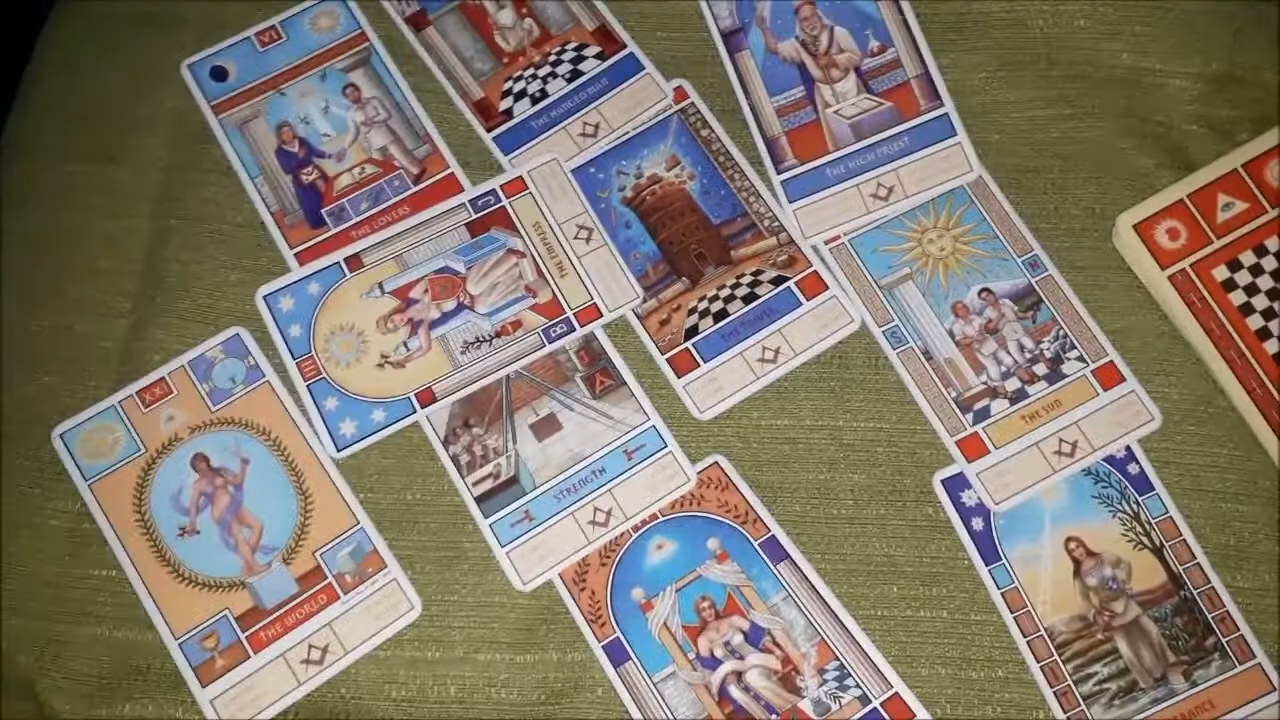 VI
THE LOVERS
THE HANGED MAN
THE HIGH PRIEST
III
J
THE EMPRESS
B
THE TOWER
S
N
THE SUN
XXI
THE WORLD
J
STRENGTH